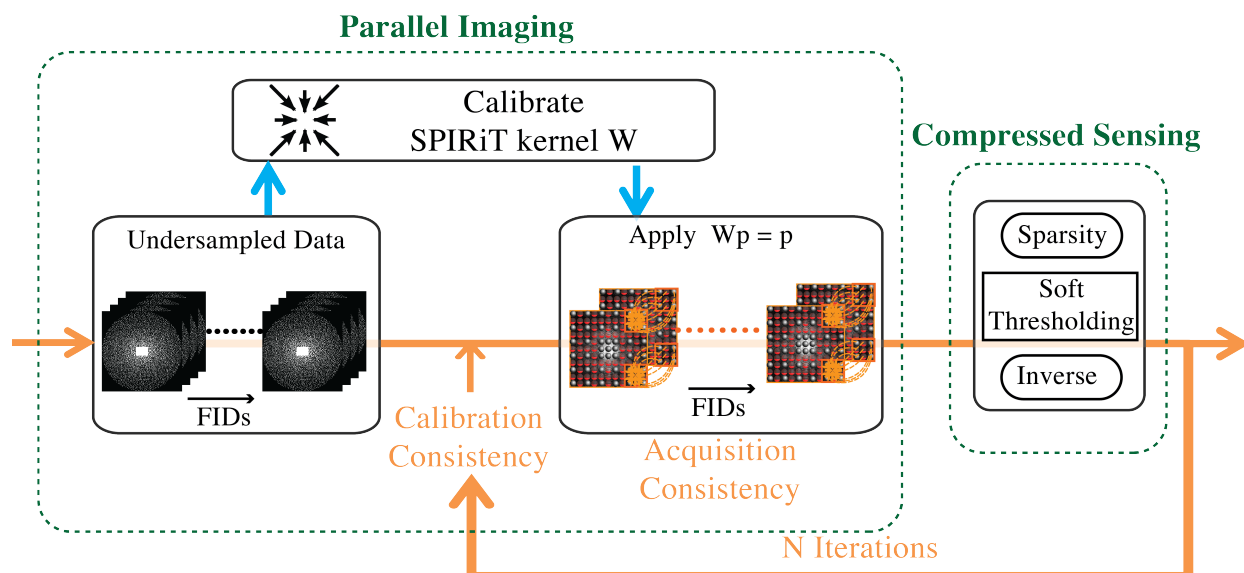 Parallel Imaging
Calibrate
SPIRiT kernel W
Compressed Sensing
Undersampled Data
FIDs
Apply Wp = p
FIDs
Sparsity
Soft
Thresholding
Inverse
Calibration
Consistency
Acquisition
Consistency
N Iterations